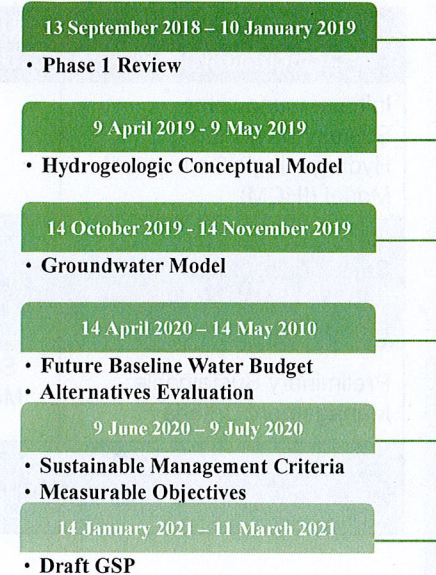 13 September 2018 – 10 January 2019
• Phase 1 Review
9 April 2019 - 9 May 2019
• Hydrogeologic Conceptual Model
14 October 2019 - 14 November 2019
• Groundwater Model
14 April 2020 – 14 May 2010
• Future Baseline Water Budget
• Alternatives Evaluation
9 June 2020 – 9 July 2020
• Sustainable Management Criteria
• Measurable Objectives
14 January 2021 – 11 March 2021
• Draft GSP